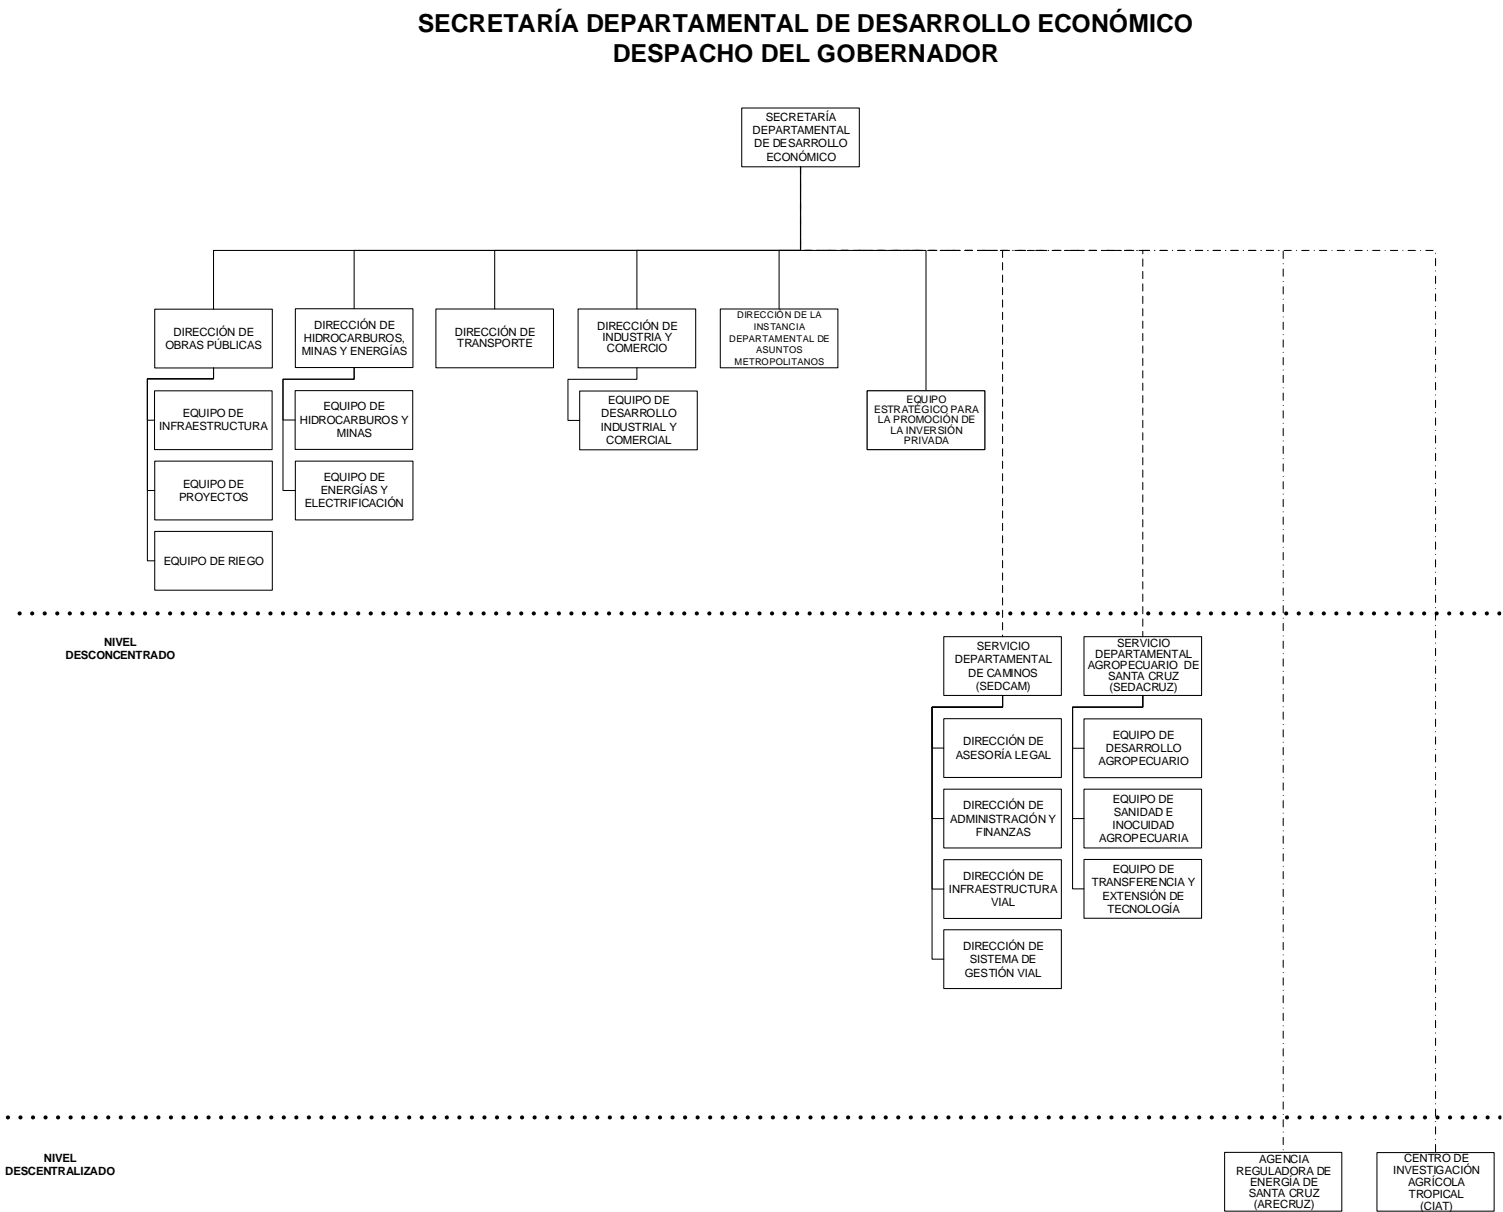 SECRETARÍA DEPARTAMENTAL DE DESARROLLO ECONÓMICO
DESPACHO DEL GOBERNADOR
SECRETARÍA
DEPARTAMENTAL
DE DESARROLLO
ECONÓMICO
DIRECCIÓN DE
OBRAS PÚBLICAS
DIRECCIÓN DE
HIDROCARBUROS,
MINAS Y ENERGÍAS
DIRECCIÓN DE
TRANSPORTE
DIRECCIÓN DE
INDUSTRIA Y
COMERCIO
DIRECCIÓN DE LA
INSTANCIA
DEPARTAMENTAL DE
ASUNTOS
METROPOLITANOS
EQUIPO DE
INFRAESTRUCTURA
EQUIPO DE
HIDROCARBUROS Y
MINAS
EQUIPO DE
DESARROLLO
INDUSTRIAL Y
COMERCIAL
EQUIPO
ESTRATÉGICO PARA
LA PROMOCIÓN DE
LA INVERSIÓN
PRIVADA
EQUIPO DE
PROYECTOS
EQUIPO DE
ENERGÍAS Y
ELECTRIFICACIÓN
EQUIPO DE RIEGO
NIVEL
DESCONCENTRADO
SERVICIO
DEPARTAMENTAL
DE CAMINOS
(SEDCAM)
SERVICIO
DEPARTAMENTAL
AGROPECUARIO DE
SANTA CRUZ
(SEDACRUZ)
DIRECCIÓN DE
ASESORÍA LEGAL
EQUIPO DE
DESARROLLO
AGROPECUARIO
DIRECCIÓN DE
ADMINISTRACIÓN Y
FINANZAS
EQUIPO DE
SANIDAD E
INOCUIDAD
AGROPECUARIA
DIRECCIÓN DE
INFRAESTRUCTURA
VIAL
EQUIPO DE
TRANSFERENCIA Y
EXTENSIÓN DE
TECNOLOGÍA
DIRECCIÓN DE
SISTEMA DE
GESTIÓN VIAL
NIVEL
DESCENTRALIZADO
AGENCIA
REGULADORA DE
ENERGÍA DE
SANTA CRUZ
(ARECRUZ)
CENTRO DE
INVESTIGACIÓN
AGRÍCOLA
TROPICAL
(CIAT)